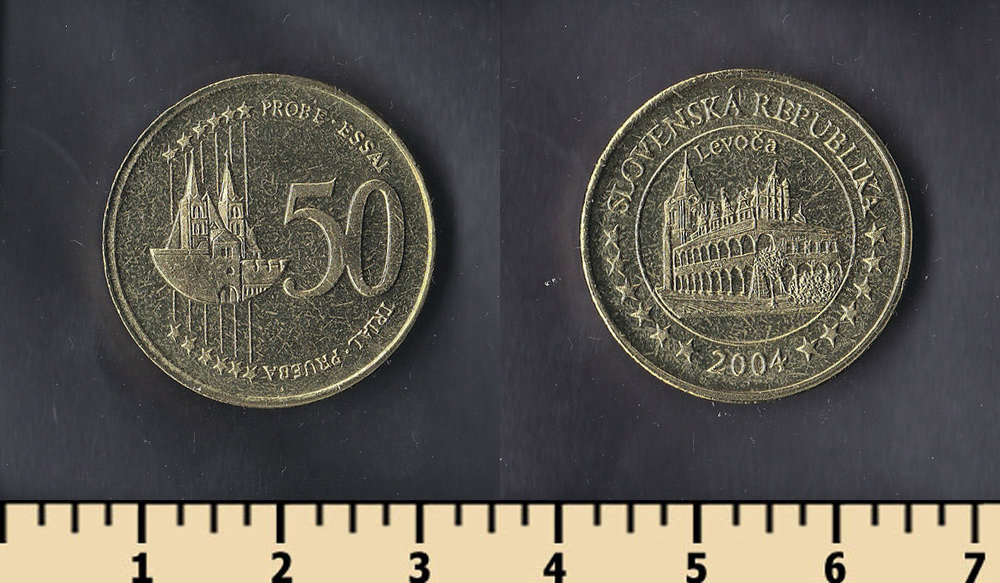 PROBE · ESSAI
50
TRIAL · PRUEBA
SLOVENSKÁ REPUBLIKA
Levoča
2004
1 2 3 4 5 6 7